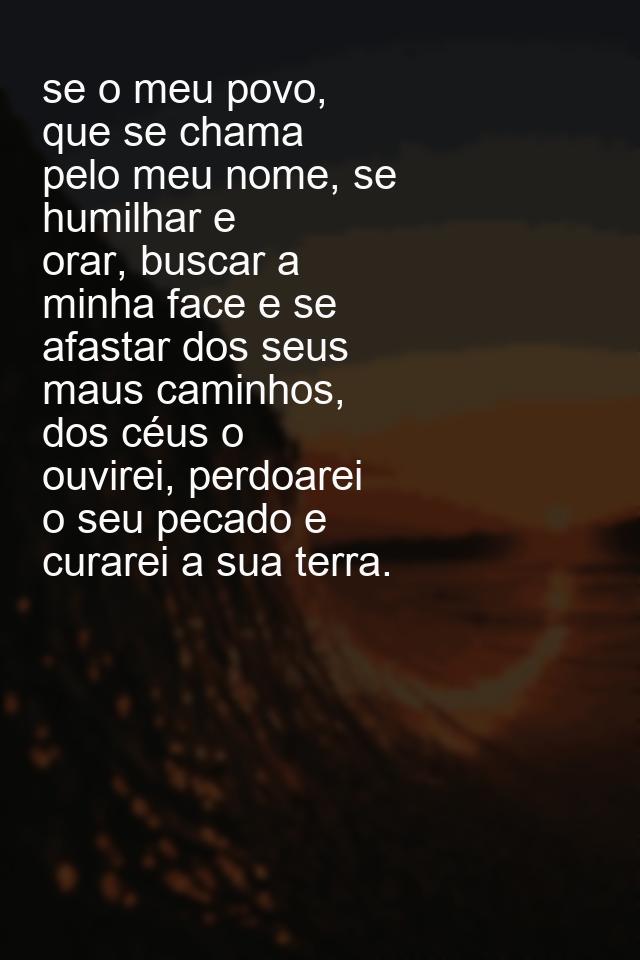 se o meu povo,
que se chama
pelo meu nome, se
humilhar e
orar, buscar a
minha face e se
afastar dos seus
maus caminhos,
dos céus o
ouvirei, perdoarei
o seu pecado e
curarei a sua terra.